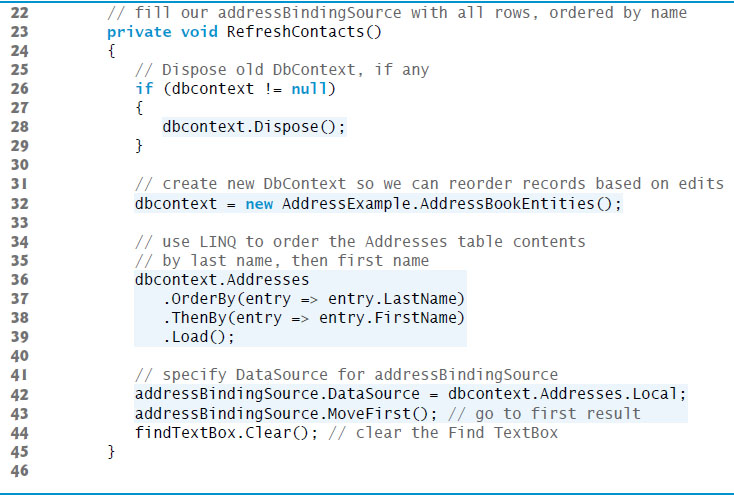 22 // fill our addressBindingSource with all rows, ordered by name
23 private void RefreshContacts()
24 {
25 // Dispose old DbContext, if any
26 if (dbcontext != null)
27 {
28 dbcontext.Dispose();
29 }
30
31 // create new DbContext so we can reorder records based on edits
32 dbcontext = new AddressExample.AddressBookEntities();
33
34 // use LINQ to order the Addresses table contents
35 // by last name, then first name
36 dbcontext.Addresses
37 .OrderBy(entry => entry.LastName)
38 .ThenBy(entry => entry.FirstName)
39 .Load();
40
41 // specify DataSource for addressBindingSource
42 addressBindingSource.DataSource = dbcontext.Addresses.Local;
43 addressBindingSource.MoveFirst(); // go to first result
44 findTextBox.Clear(); // clear the Find TextBox
45 }
46